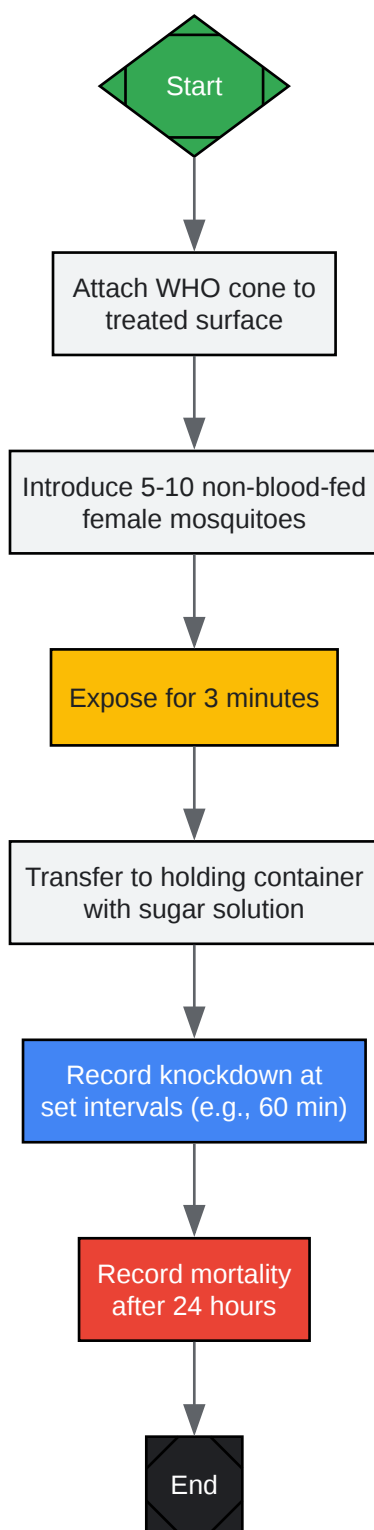 Start
Attach WHO cone to
treated surface
Introduce 5-10 non-blood-fed
female mosquitoes
Expose for 3 minutes
Transfer to holding container
with sugar solution
Record knockdown at
set intervals (e.g., 60 min)
Record mortality
after 24 hours
End